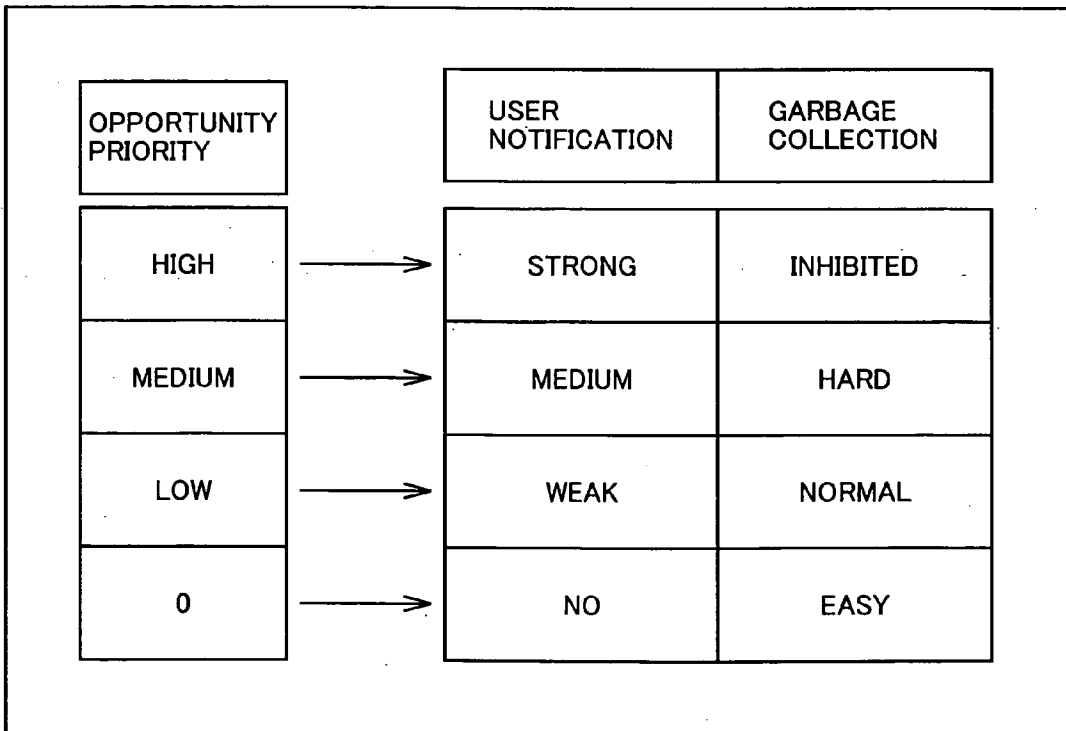 OPPORTUNITY
PRIORITY
USER
NOTIFICATION
GARBAGE
COLLECTION
HIGH
STRONG
INHIBITED
MEDIUM
MEDIUM
HARD
LOW
WEAK
NORMAL
0
NO
EASY